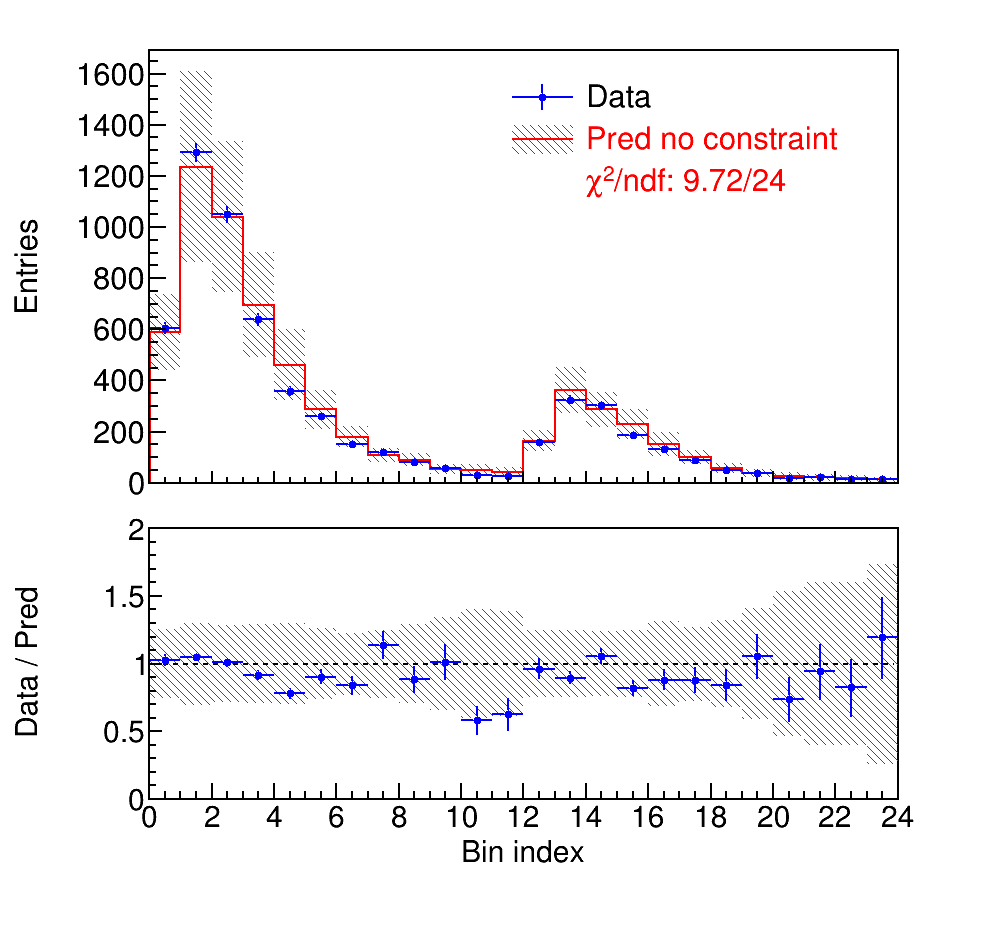 1600
1400
1200
1000
800
600
400
200
0
Entries
Data
Pred no constraint
χ²/ndf: 9.72/24
2
1.5
1
0.5
0
Data / Pred
0 2 4 6 8 10 12 14 16 18 20 22 24
Bin index